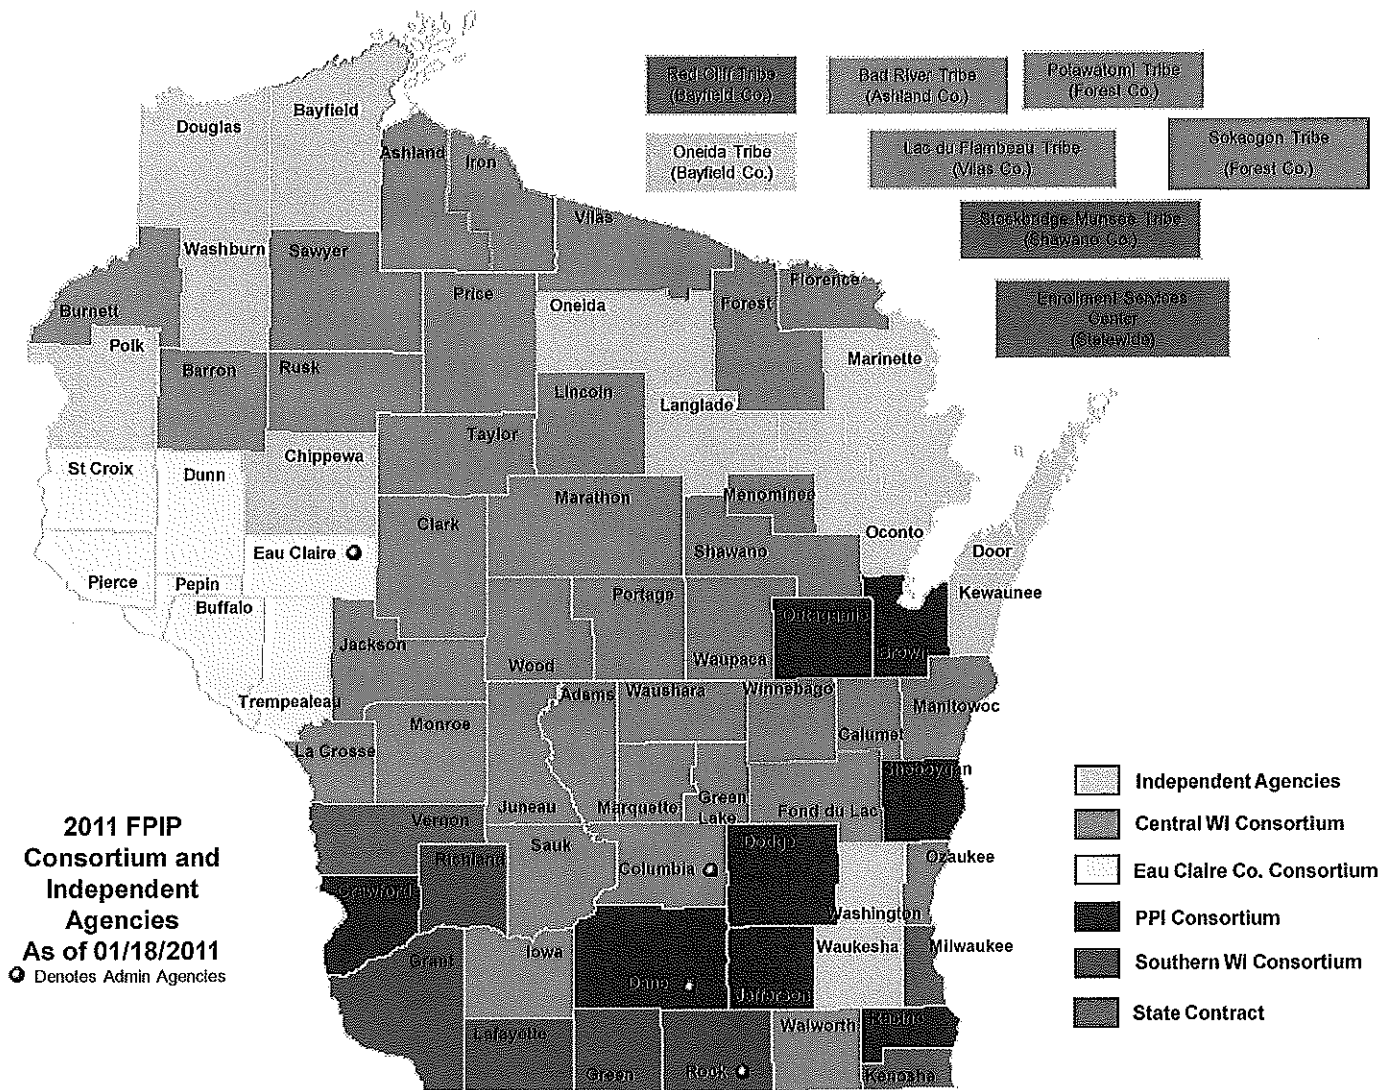 Red Cliff Tribe
(Bayfield Co.)
Bad River Tribe
(Ashland Co.)
Potawatomi Tribe
(Forest Co.)
Oneida Tribe
(Bayfield Co.)
Lac du Flambeau Tribe
(Vilas Co.)
Sokaogon Tribe
(Forest Co.)
Stockbridge Munsee Tribe
(Shawano Co.)
Enrollment Services
Center
(Statewide)
Douglas
Bayfield
Ashland
Iron
Vilas
Washburn
Sawyer
Burnett
Price
Oneida
Forest
Florence
Polk
Barron
Rusk
Lincoln
Langlade
Marinette
Taylor
Chippewa
St Croix
Dunn
Marathon
Menominee
Clark
Eau Claire
Shawano
Oconto
Door
Pierce
Pepin
Buffalo
Portage
Kewaunee
Outagamie
Jackson
Wood
Waupaca
Brown
Trempealeau
Adams
Waushara
Winnebago
Manitowoc
Monroe
La Crosse
Calumet
Sheboygan
Juneau
Marquette
Green
Lake
Fond du Lac
Vernon
Richland
Sauk
Columbia
Dodge
Ozaukee
Crawford
Washington
Grant
Iowa
Waukesha
Milwaukee
Dane
Jefferson
Lafayette
Green
Rock
Walworth
Racine
Kenosha
2011 FPIP
Consortium and
Independent
Agencies
As of 01/18/2011
Denotes Admin Agencies
Independent Agencies
Central WI Consortium
Eau Claire Co. Consortium
PPI Consortium
Southern WI Consortium
State Contract